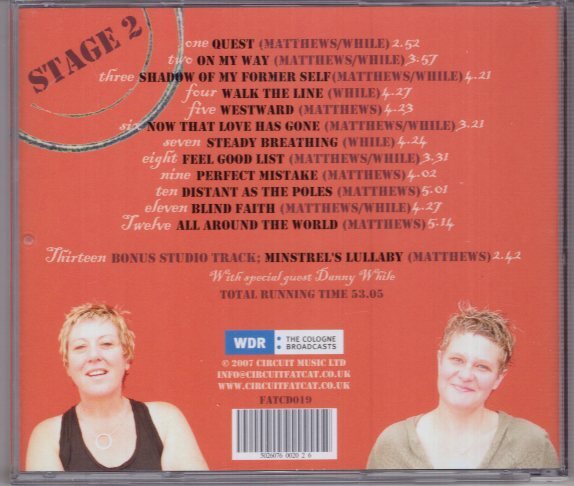 STAGE 2
one QUEST (MATTHEWS/WHILE) 2.52
two ON MY WAY (MATTHEWS/WHILE) 3.57
three SHADOW OF MY FORMER SELF(MATTHEWS/WHILE) 4.21
four WALK THE LINE (WHILE) 4.27
five WESTWARD (MATTHEWS) 4.23
six NOW THAT LOVE HAS GONE (MATTHEWS/WHILE) 3.21
seven STEADY BREATHING (WHILE) 4.24
eight FEEL GOOD LIST (MATTHEWS/WHILE) 3.31
nine PERFECT MISTAKE (MATTHEWS) 4.02
ten DISTANT AS THE POLES (MATTHEWS) 5.01
eleven BLIND FAITH (MATTHEWS/WHILE) 4.27
Twelve ALL AROUND THE WORLD (MATTHEWS) 5.14
Thirteen BONUS STUDIO TRACK; MINSTREL'S LULLABY (MATTHEWS) 2.42
With special guest Danny While
TOTAL RUNNING TIME 53.05
WDR THE COLOGNE
BROADCASTS
© 2007 CIRCUIT MUSIC LTD
INFO@CIRCUITFATCAT.CO.UK
WWW.CIRCUITFATCAT.CO.UK
FATCD019
5026076 0020 2 6